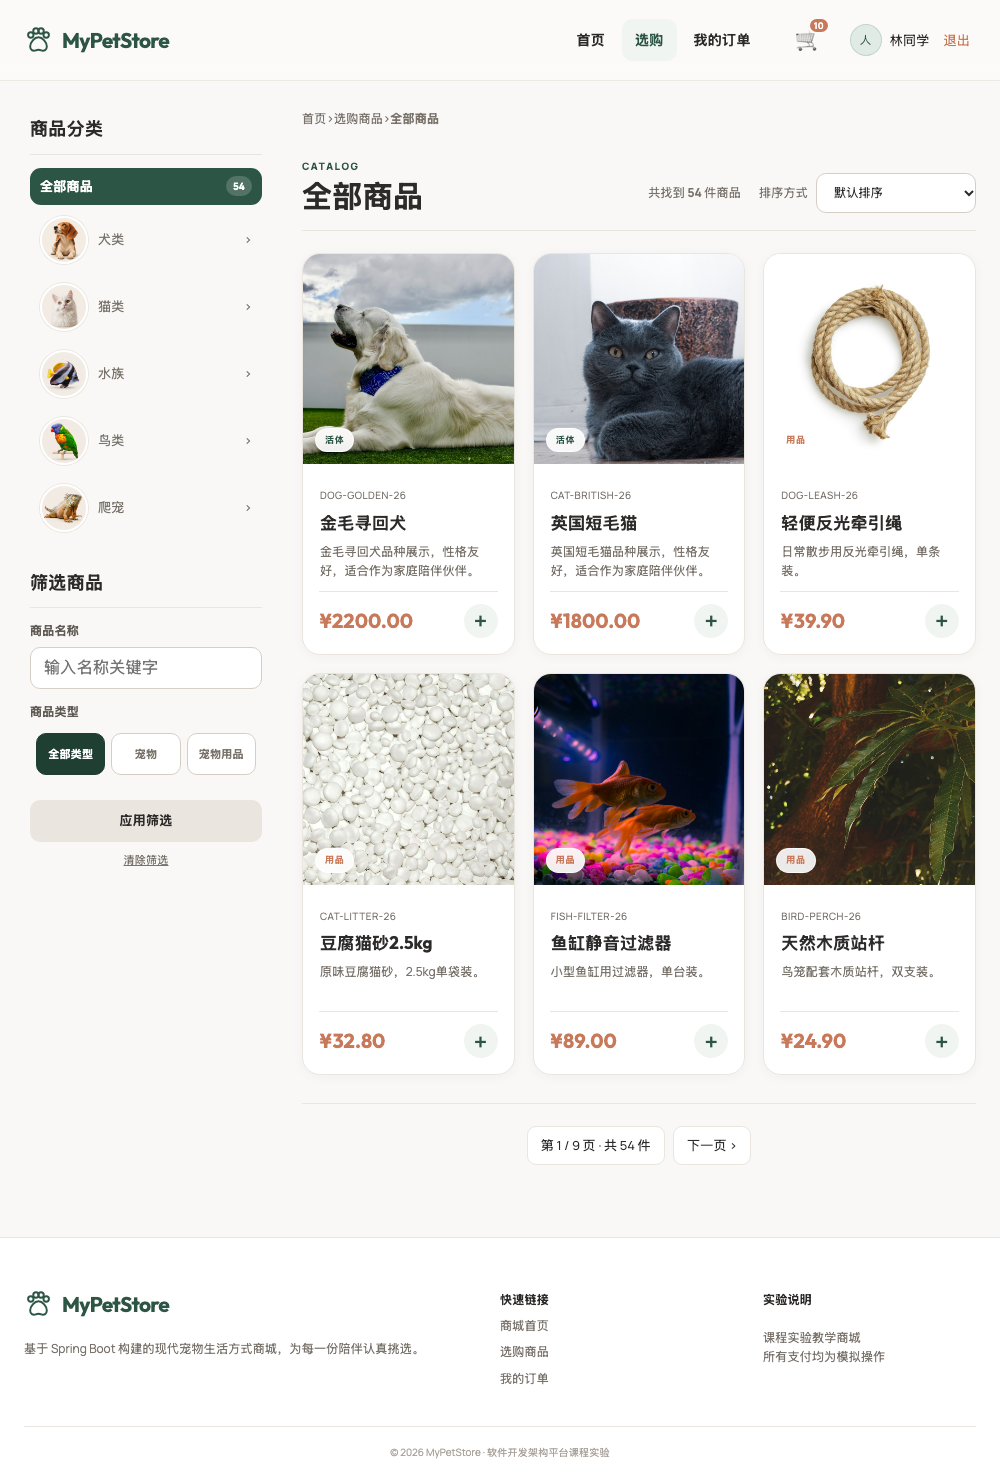 MyPetStore
首页
选购
我的订单
10
人
林同学
退出
商品分类
全部商品
54
犬类
猫类
水族
鸟类
爬宠
筛选商品
商品名称
输入名称关键字
商品类型
全部类型
宠物
宠物用品
应用筛选
清除筛选
首页›选购商品›全部商品
CATALOG
全部商品
共找到 54 件商品
排序方式
默认排序
活体
DOG-GOLDEN-26
金毛寻回犬
金毛寻回犬品种展示，性格友
好，适合作为家庭陪伴伙伴。
¥2200.00
+
活体
CAT-BRITISH-26
英国短毛猫
英国短毛猫品种展示，性格友
好，适合作为家庭陪伴伙伴。
¥1800.00
+
用品
DOG-LEASH-26
轻便反光牵引绳
日常散步用反光牵引绳，单条
装。
¥39.90
+
用品
CAT-LITTER-26
豆腐猫砂2.5kg
原味豆腐猫砂，2.5kg单袋装。
¥32.80
+
用品
FISH-FILTER-26
鱼缸静音过滤器
小型鱼缸用过滤器，单台装。
¥89.00
+
用品
BIRD-PERCH-26
天然木质站杆
鸟笼配套木质站杆，双支装。
¥24.90
+
第 1 / 9 页 · 共 54 件
下一页 ›
MyPetStore
基于 Spring Boot 构建的现代宠物生活方式商城，为每一份陪伴认真挑选。
快速链接
商城首页
选购商品
我的订单
实验说明
课程实验教学商城
所有支付均为模拟操作
© 2026 MyPetStore · 软件开发架构平台课程实验